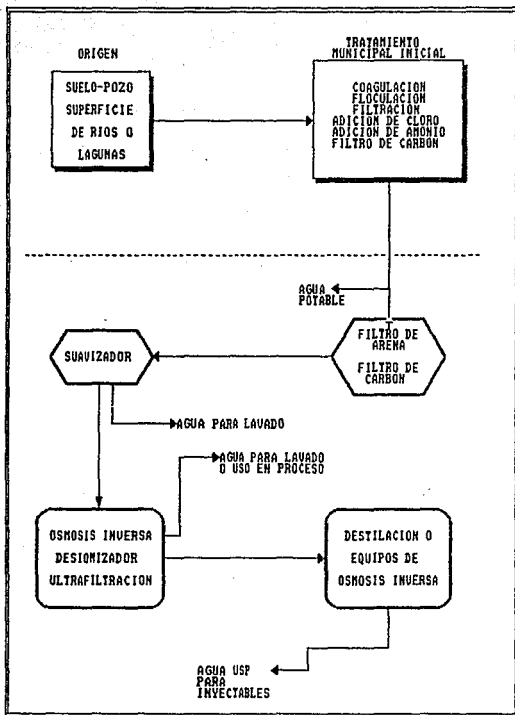 ORIGEN
SUELO-POZO
SUPERFICIE
DE RIOS O
LAGUNAS
TRATAMIENTO
MUNICIPAL INICIAL
COAGULACION
FLOCULACION
FILTRACION
ADICION DE CLORO
ADICION DE AMONIO
FILTRO DE CARBON
AGUA
POTABLE
FILTRO DE
ARENA
FILTRO DE
CARBON
SUAVIZADOR
AGUA PARA LAVADO
AGUA PARA LAVADO
O USO EN PROCESO
OSMOSIS INVERSA
DESIONIZADOR
ULTRAFILTRACION
DESTILACION O
EQUIPOS DE
OSMOSIS INVERSA
AGUA USP
PARA
INYECTABLES